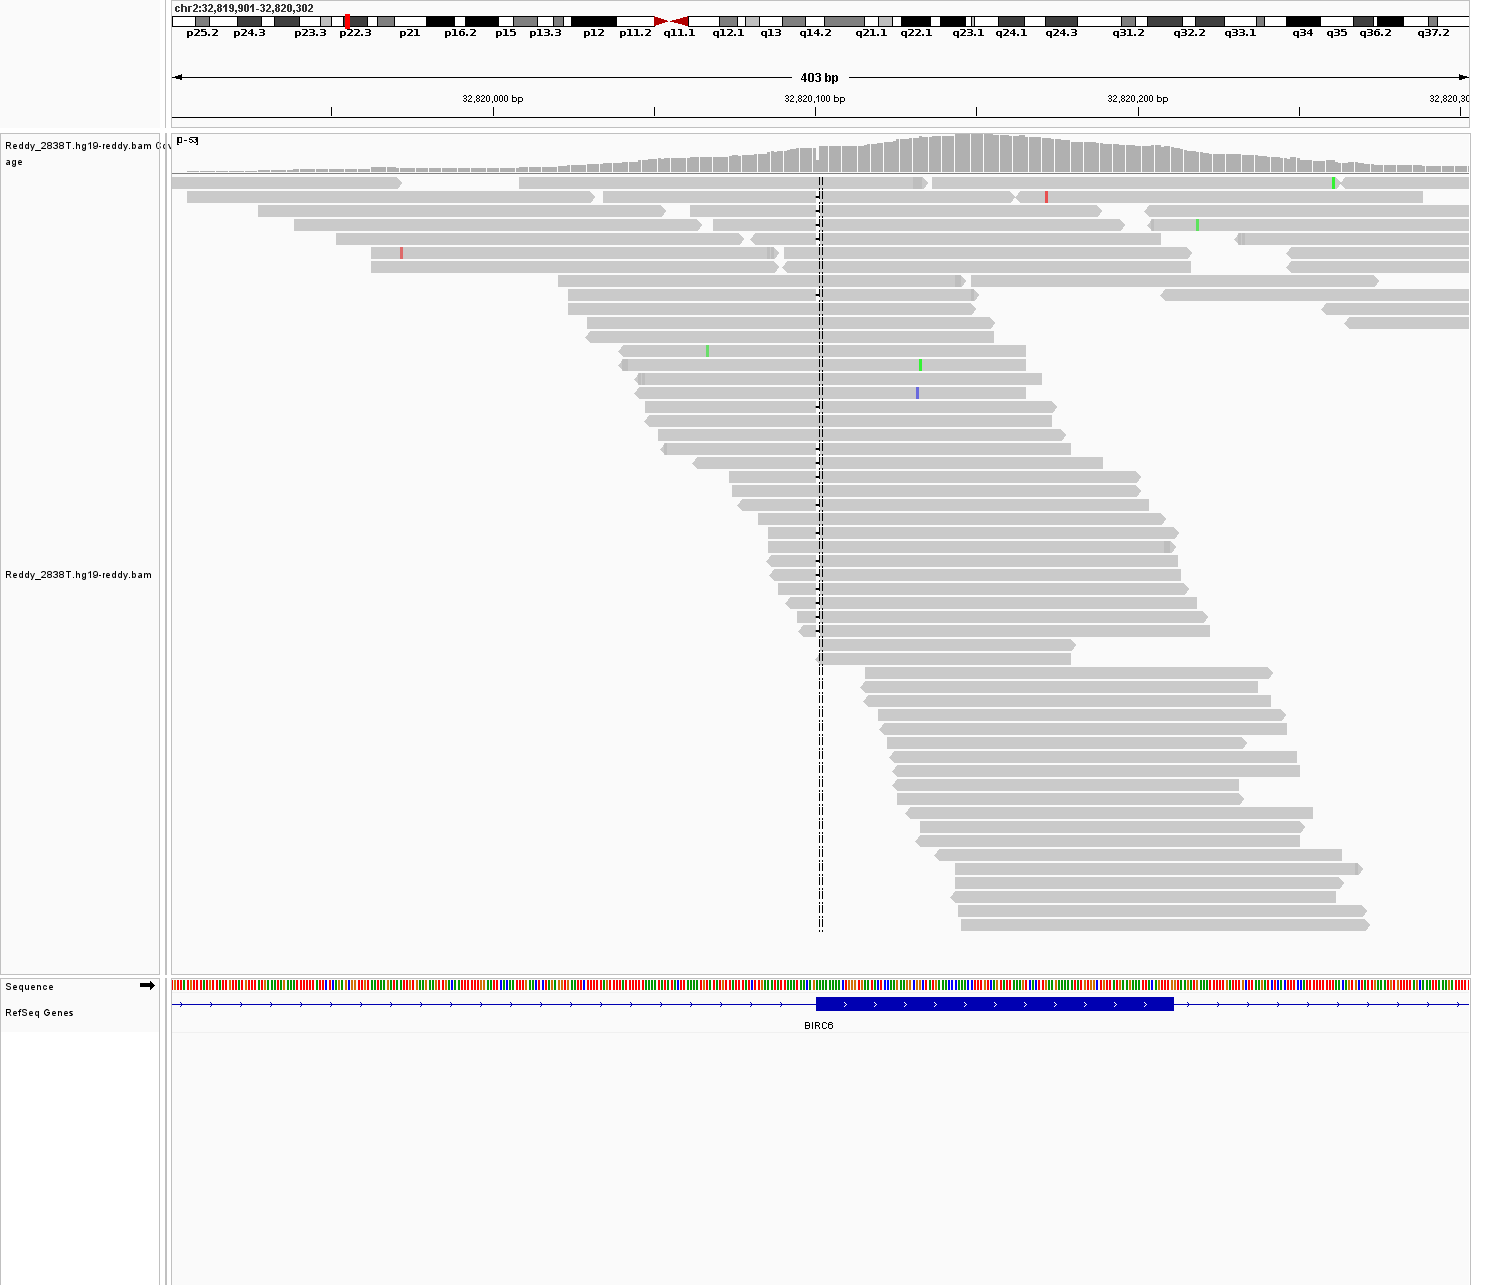 chr2:32,819,901-32,820,302
p25.2 p24.3 p23.3 p22.3 p21 p16.2 p15 p13.3 p12 p11.2 q11.1 q12.1 q13 q14.2 q21.1 q22.1 q23.1 q24.1 q24.3 q31.2 q32.2 q33.1 q34 q35 q36.2 q37.2
403 bp
32,820,000 bp 32,820,100 bp 32,820,200 bp 32,820,30
Reddy_2838T.hg19-reddy.bam Cov
age
Reddy_2838T.hg19-reddy.bam
Sequence
RefSeq Genes
BIRC6